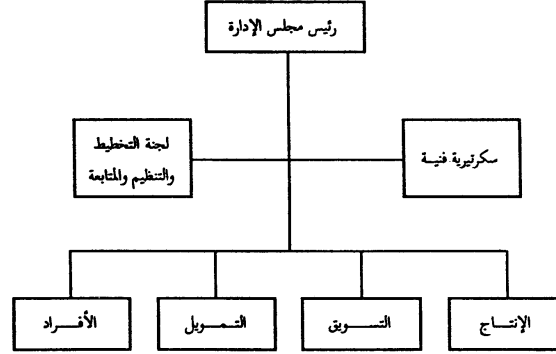 رئيس مجلس الإدارة
سكرتيرية فنية
لجنة التخطيط
والتنظيم والمتابعة
الإنتاج
التسويق
التمويل
الأفراد